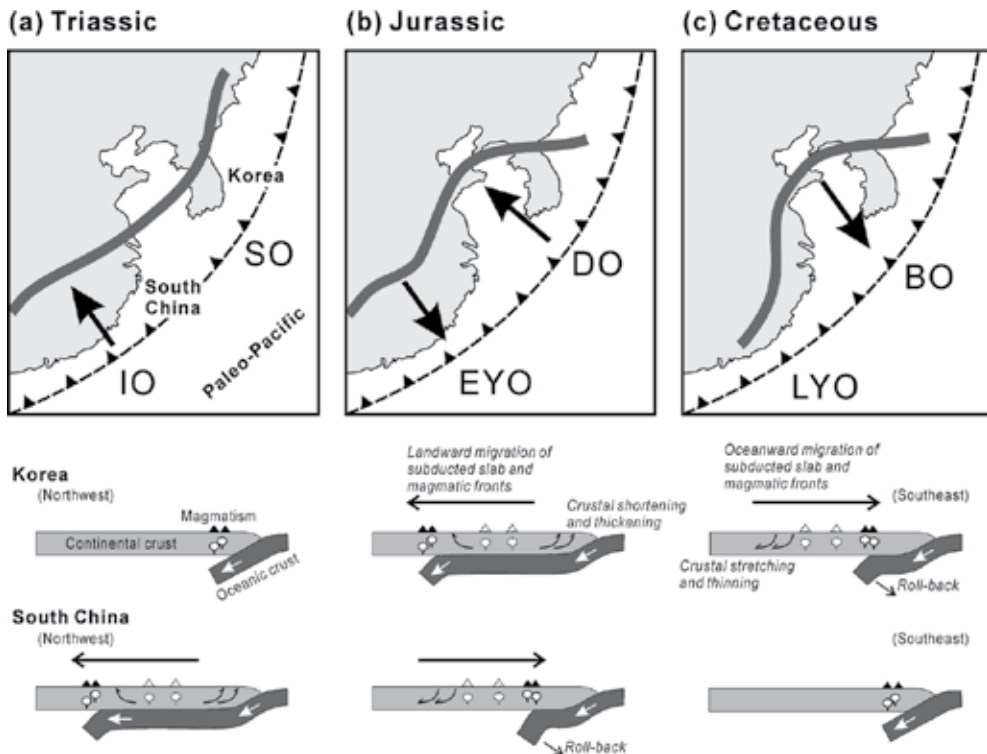 (a) Triassic
(b) Jurassic
(c) Cretaceous
Korea
SO
South
China
Paleo-Pacific
IO
DO
EYO
BO
LYO
Korea
(Northwest)
Magmatism
Continental crust
Oceanic crust
Landward migration of
subducted slab and
magmatic fronts
Crustal shortening
and thickening
Oceanward migration of
subducted slab and
magmatic fronts
(Southeast)
Crustal stretching
and thinning
Roll-back
South China
(Northwest)
Roll-back
(Southeast)